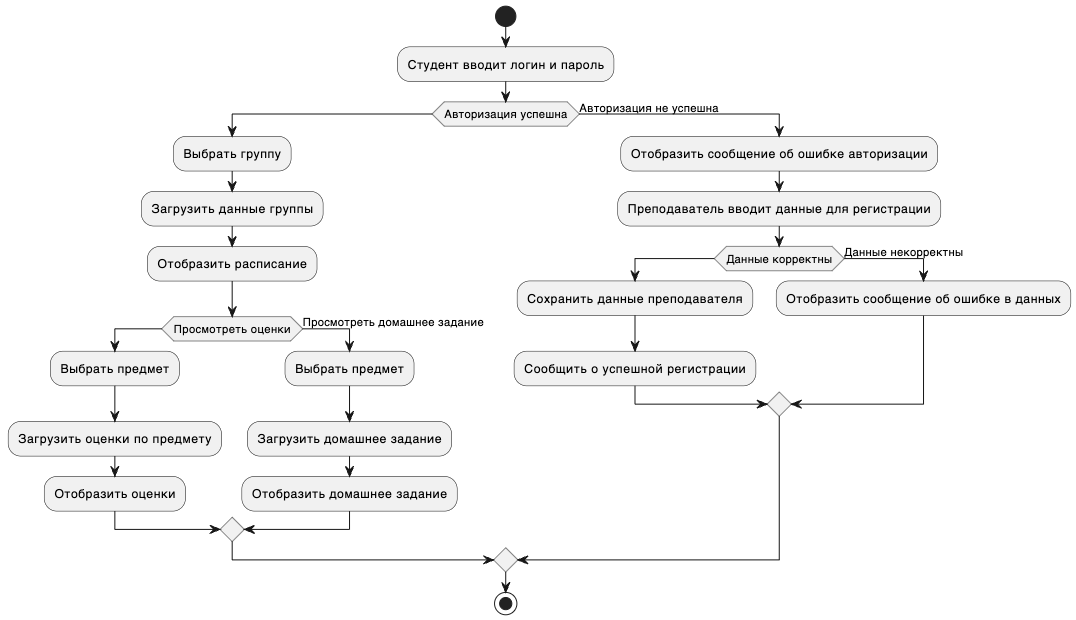 Студент вводит логин и пароль
Авторизация успешна
Авторизация не успешна
Выбрать группу
Отобразить сообщение об ошибке авторизации
Загрузить данные группы
Преподаватель вводит данные для регистрации
Отобразить расписание
Данные корректны
Данные некорректны
Сохранить данные преподавателя
Отобразить сообщение об ошибке в данных
Просмотреть оценки
Просмотреть домашнее задание
Выбрать предмет
Выбрать предмет
Сообщить о успешной регистрации
Загрузить оценки по предмету
Загрузить домашнее задание
Отобразить оценки
Отобразить домашнее задание